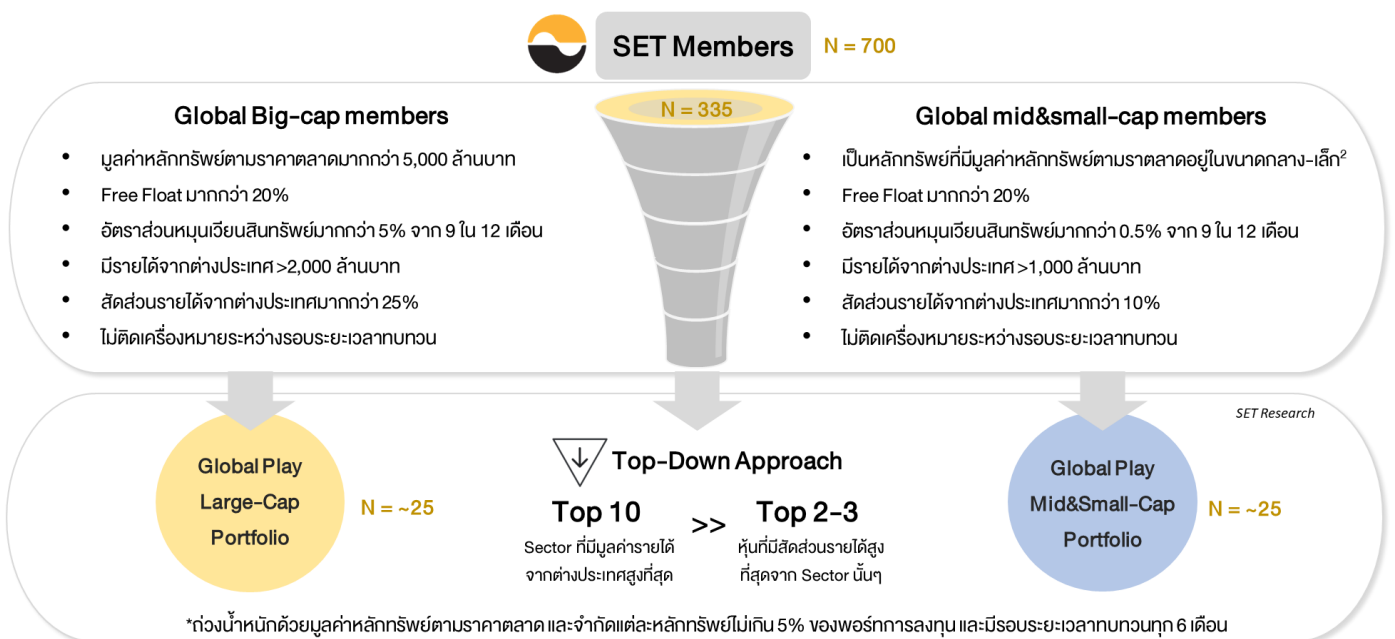 SET Members
N = 700
N = 335
Global Big-cap members
• มูลค่าหลักทรัพย์ตามราคาตลาดมากกว่า 5,000 ล้านบาท
• Free Float มากกว่า 20%
• อัตราส่วนหมุนเวียนสินทรัพย์มากกว่า 5% จาก 9 ใน 12 เดือน
• มีรายได้จากต่างประเทศ >2,000 ล้านบาท
• สัดส่วนรายได้จากต่างประเทศมากกว่า 25%
• ไม่ติดเครื่องหมายระหว่างรอบระยะเวลาทบทวน
Global mid&small-cap members
• เป็นหลักทรัพย์ที่มีมูลค่าหลักทรัพย์ตามราตลาดอยู่ในขนาดกลาง-เล็ก²
• Free Float มากกว่า 20%
• อัตราส่วนหมุนเวียนสินทรัพย์มากกว่า 0.5% จาก 9 ใน 12 เดือน
• มีรายได้จากต่างประเทศ >1,000 ล้านบาท
• สัดส่วนรายได้จากต่างประเทศมากกว่า 10%
• ไม่ติดเครื่องหมายระหว่างรอบระยะเวลาทบทวน
SET Research
Global Play
Large-Cap
Portfolio
N = ~25
Top-Down Approach
Top 10
Sector ที่มีมูลค่ารายได้
จากต่างประเทศสูงที่สุด
>>
Top 2-3
หุ้นที่มีสัดส่วนรายได้สูง
ที่สุดจาก Sector นั้นๆ
Global Play
Mid&Small-Cap
Portfolio
N = ~25
*ถ่วงน้ำหนักด้วยมูลค่าหลักทรัพย์ตามราคาตลาด และจำกัดแต่ละหลักทรัพย์ไม่เกิน 5% ของพอร์ทการลงทุน และมีรอบระยะเวลาทบทวนทุก 6 เดือน